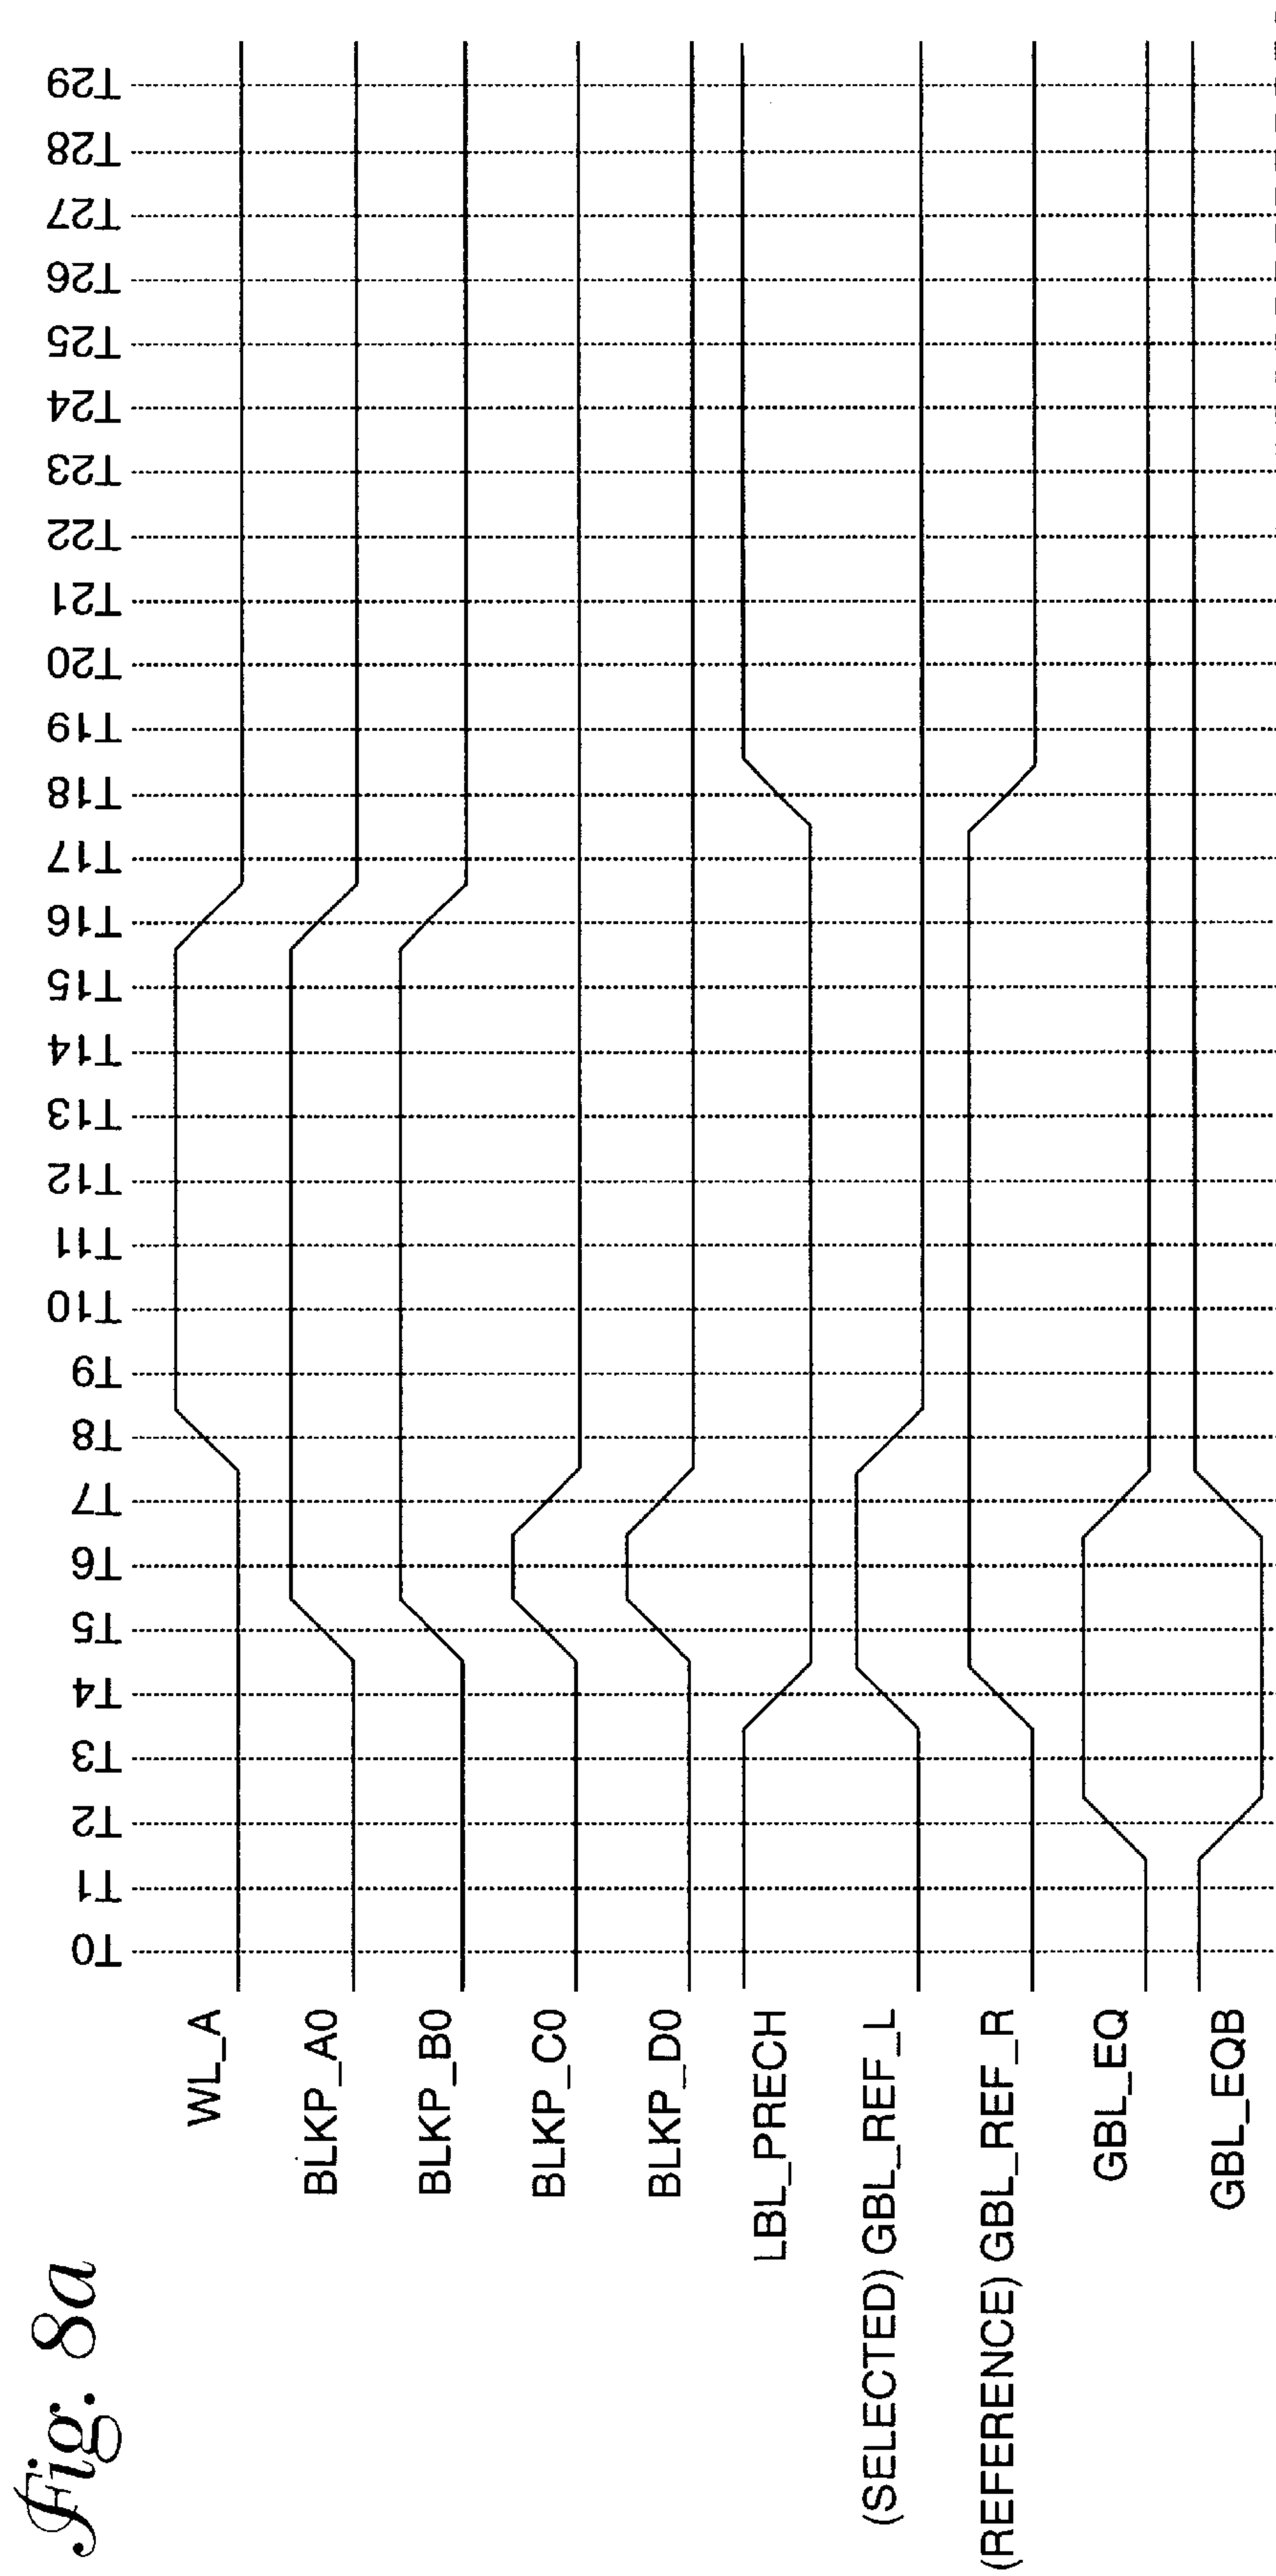 Fig. 8a
T0 T1 T2 T3 T4 T5 T6 T7 T8 T9 T10 T11 T12 T13 T14 T15 T16 T17 T18 T19 T20 T21 T22 T23 T24 T25 T26 T27 T28 T29
WL_A
BLKP_A0
BLKP_B0
BLKP_C0
BLKP_D0
LBL_PRECH
(SELECTED) GBL_REF_L
(REFERENCE) GBL_REF_R
GBL_EQ
GBL_EQB